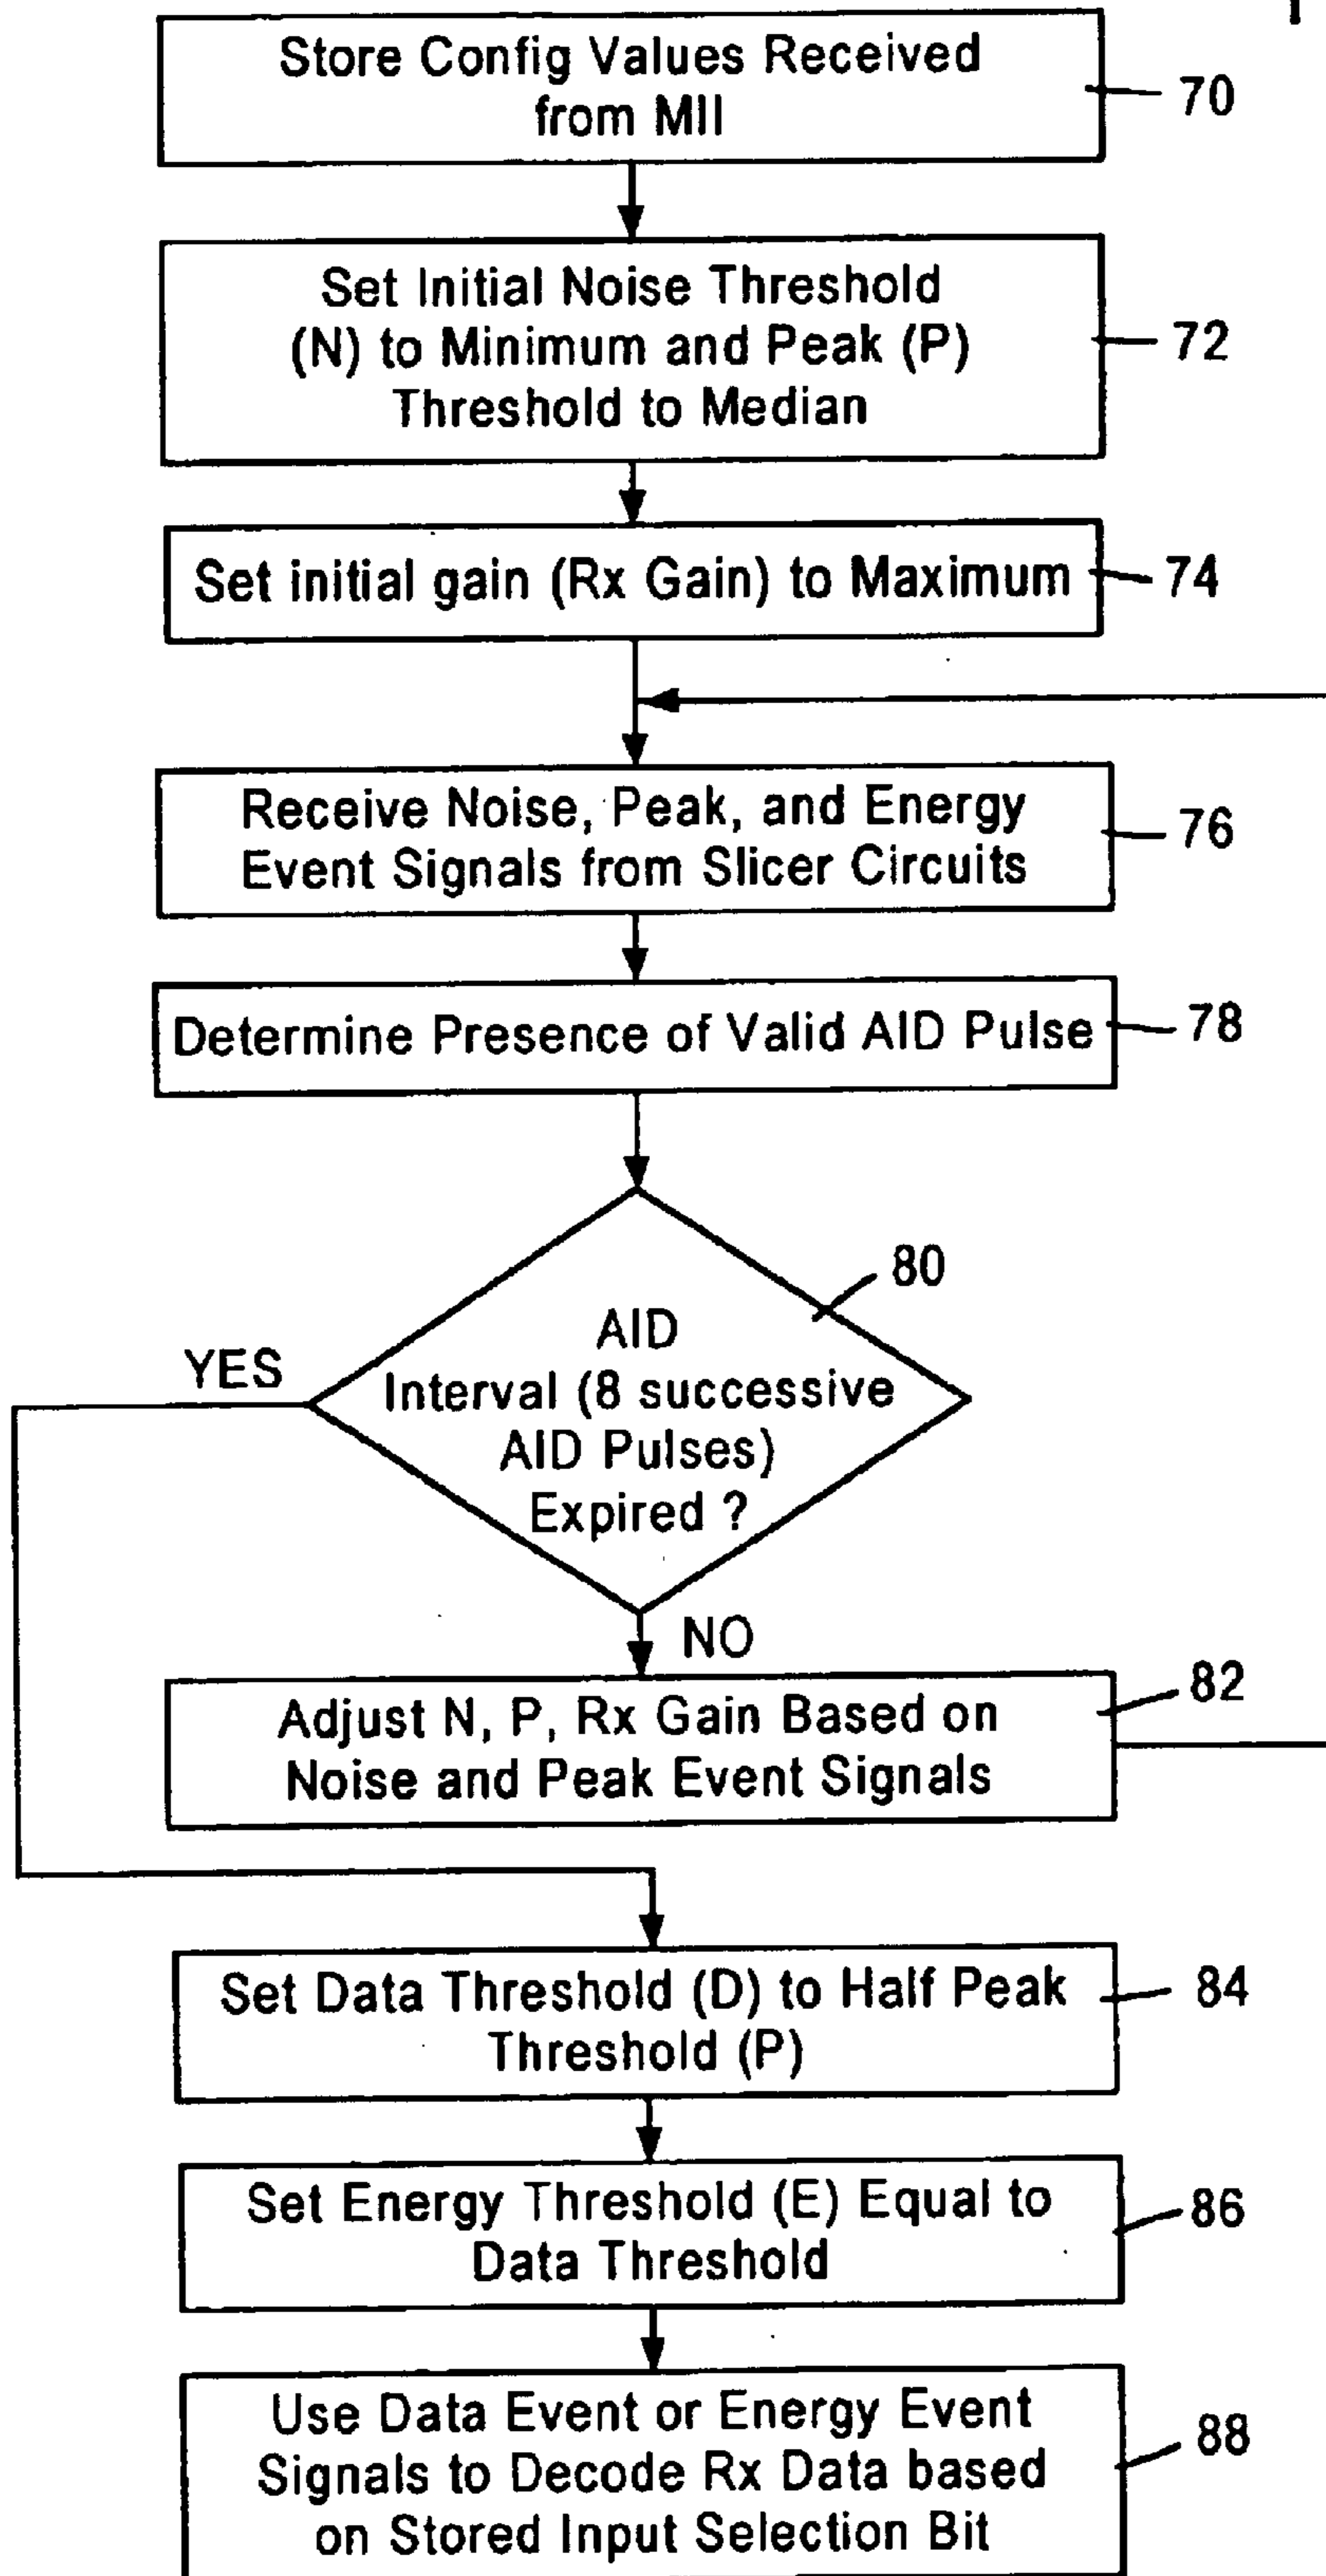 Store Config Values Received
from MII
70
Set Initial Noise Threshold
(N) to Minimum and Peak (P)
Threshold to Median
72
Set initial gain (Rx Gain) to Maximum
74
Receive Noise, Peak, and Energy
Event Signals from Slicer Circuits
76
Determine Presence of Valid AID Pulse
78
80
AID
Interval (8 successive
AID Pulses)
Expired ?
YES
NO
Adjust N, P, Rx Gain Based on
Noise and Peak Event Signals
82
Set Data Threshold (D) to Half Peak
Threshold (P)
84
Set Energy Threshold (E) Equal to
Data Threshold
86
Use Data Event or Energy Event
Signals to Decode Rx Data based
on Stored Input Selection Bit
88